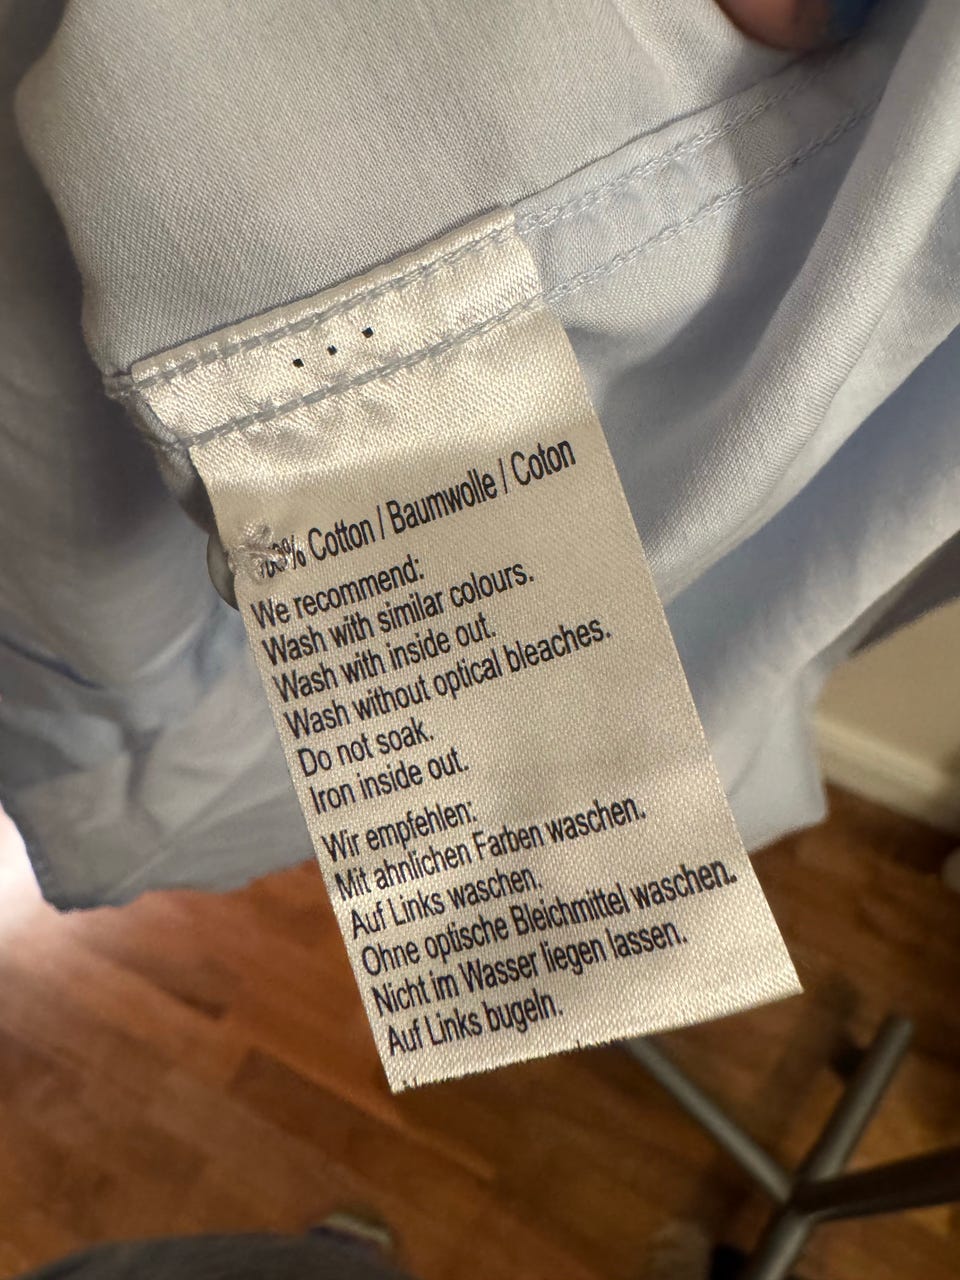 100% Cotton / Baumwolle / Coton
We recommend:
Wash with similar colours.
Wash with inside out.
Wash without optical bleaches.
Do not soak.
Iron inside out.
Wir empfehlen:
Mit ahnlichen Farben waschen.
Auf Links waschen.
Ohne optische Bleichmittel waschen.
Nicht im Wasser liegen lassen.
Auf Links bugeln.